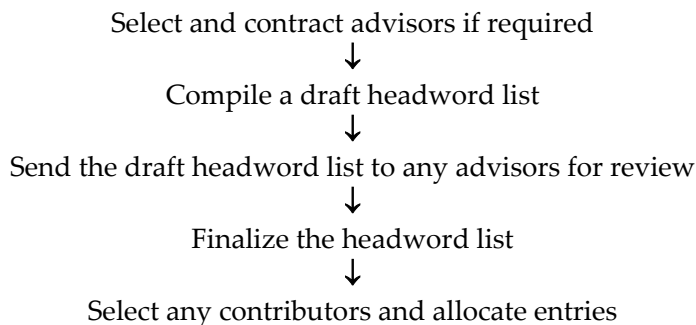 Select and contract advisors if required
↓
Compile a draft headword list
↓
Send the draft headword list to any advisors for review
↓
Finalize the headword list
↓
Select any contributors and allocate entries